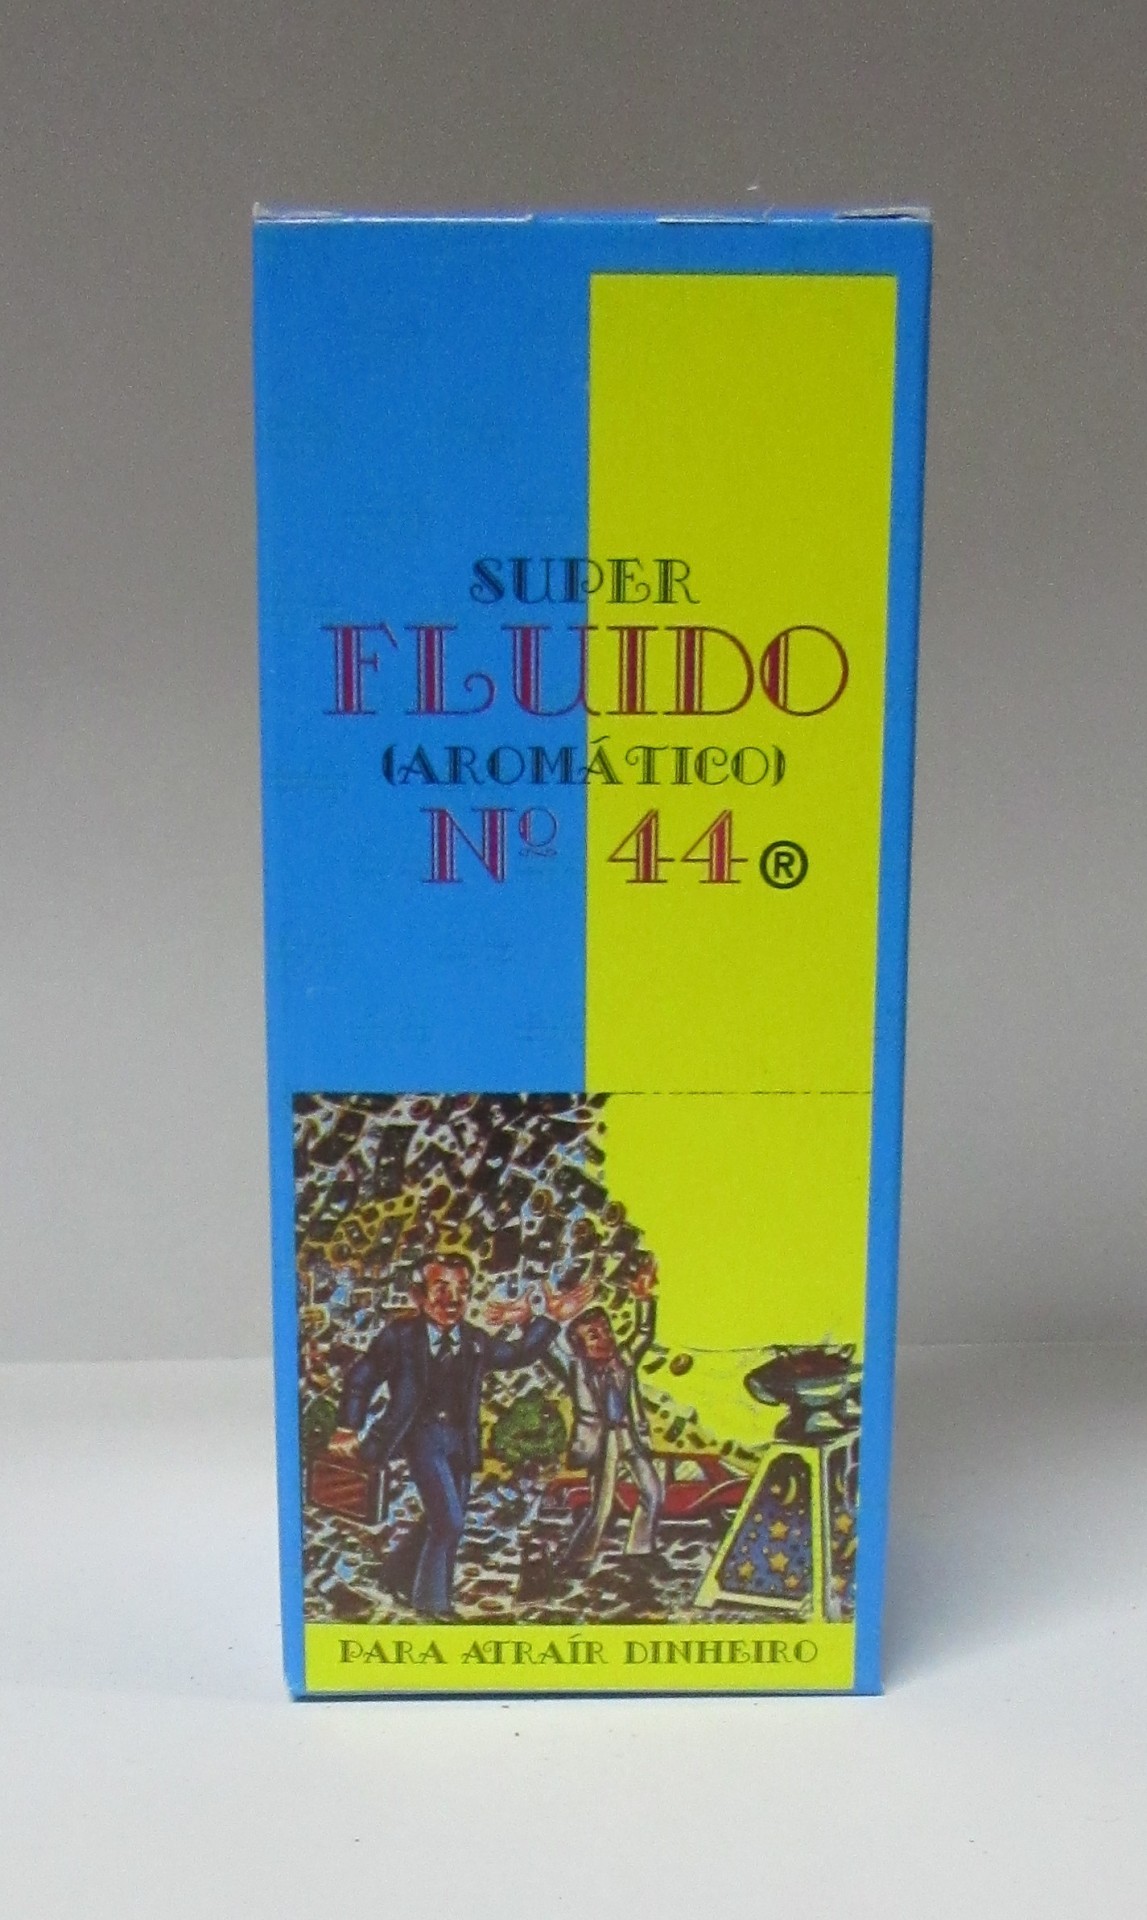 SUPER
FLUIDO
(AROMÁTICO)
Nº 44®
PARA ATRAÍR DINHEIRO